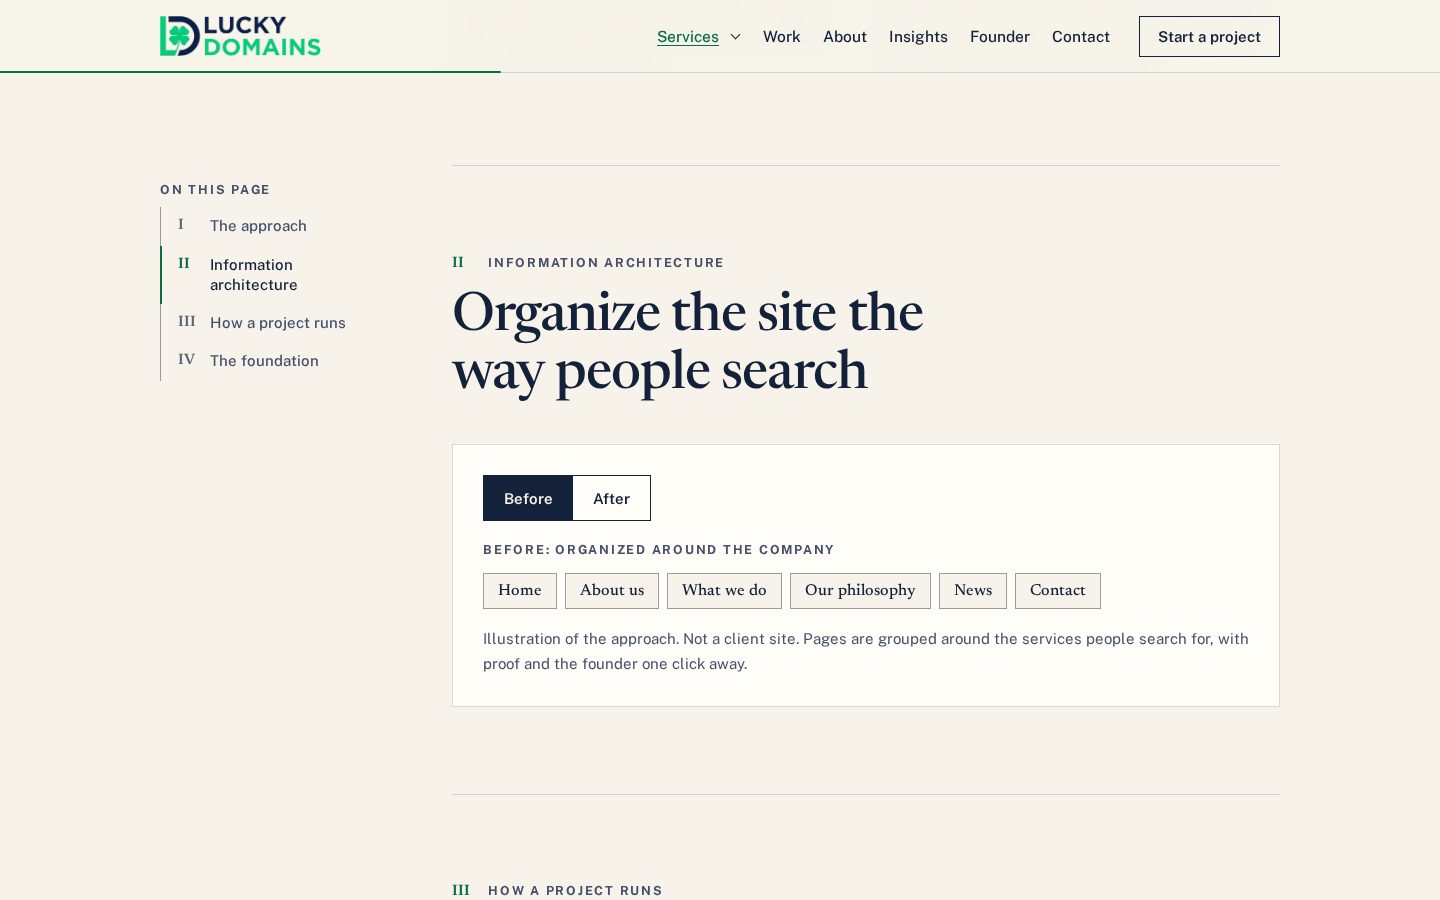 LUCKY
DOMAINS
Services Work About Insights Founder Contact Start a project
ON THIS PAGE
I The approach
II Information
architecture
III How a project runs
IV The foundation
II INFORMATION ARCHITECTURE
Organize the site the
way people search
Before After
BEFORE: ORGANIZED AROUND THE COMPANY
Home About us What we do Our philosophy News Contact
Illustration of the approach. Not a client site. Pages are grouped around the services people search for, with
proof and the founder one click away.
III HOW A PROJECT RUNS